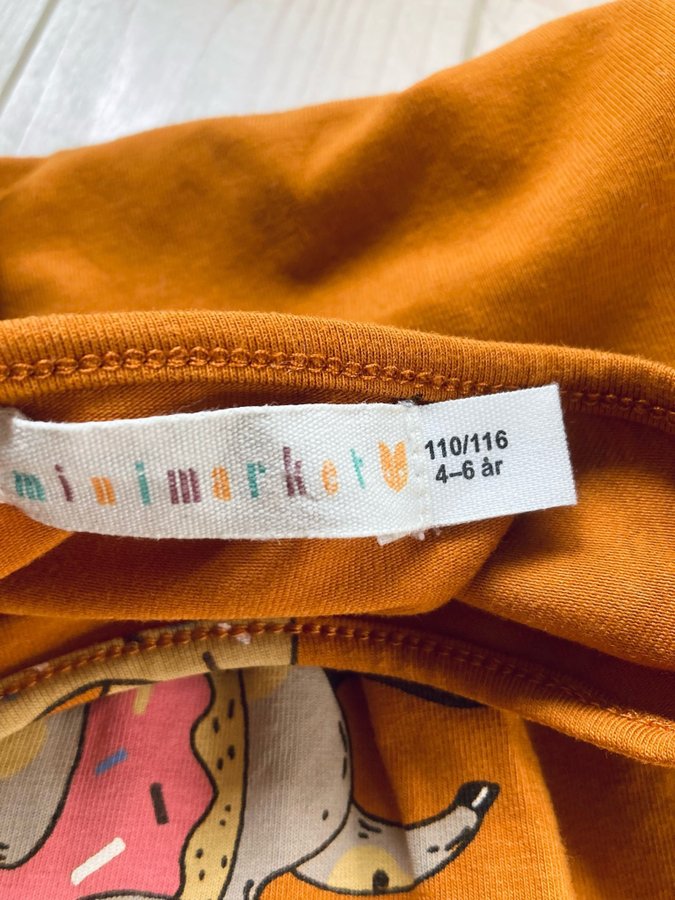 minimarket
110/116
4–6 år